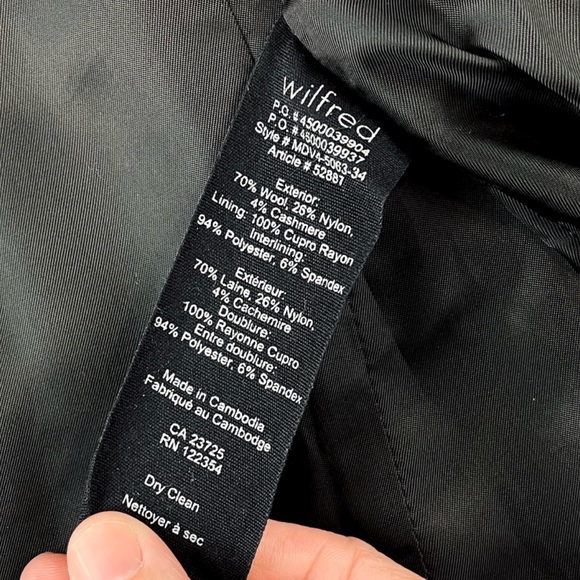 wilfred
P.O. # 4500039904
P.O. # 4500039937
Style # MDV4-5063-34
Article # 52881
Exterior:
70% Wool, 26% Nylon,
4% Cashmere
Lining: 100% Cupro Rayon
Interlining:
94% Polyester, 6% Spandex
Extérieur:
70% Laine, 26% Nylon,
4% Cachemire
Doublure:
100% Rayonne Cupro
Entre doublure:
94% Polyester, 6% Spandex
Made in Cambodia
Fabriqué au Cambodge
CA 23725
RN 122354
Dry Clean
Nettoyer à sec